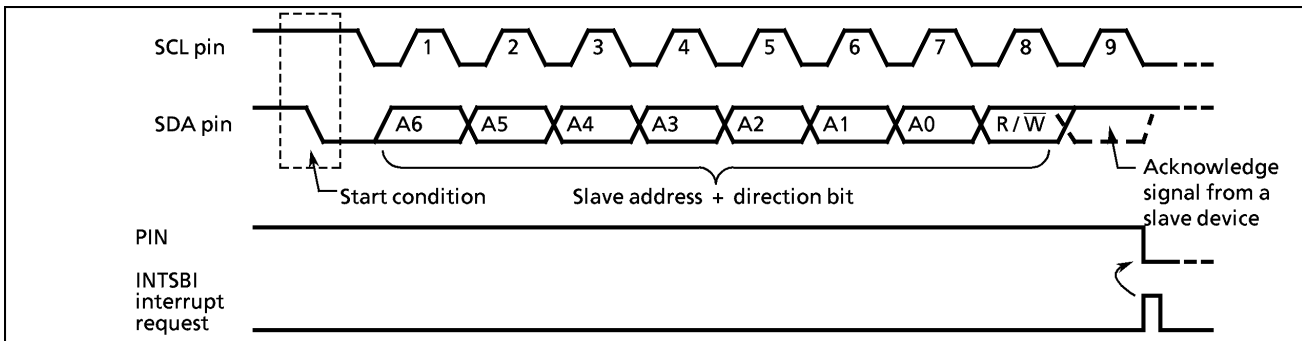 SCL pin
1 2 3 4 5 6 7 8 9
SDA pin
A6 A5 A4 A3 A2 A1 A0 R / W̅
Start condition
Slave address + direction bit
Acknowledge
signal from a
slave device
PIN
INTSBI
interrupt
request